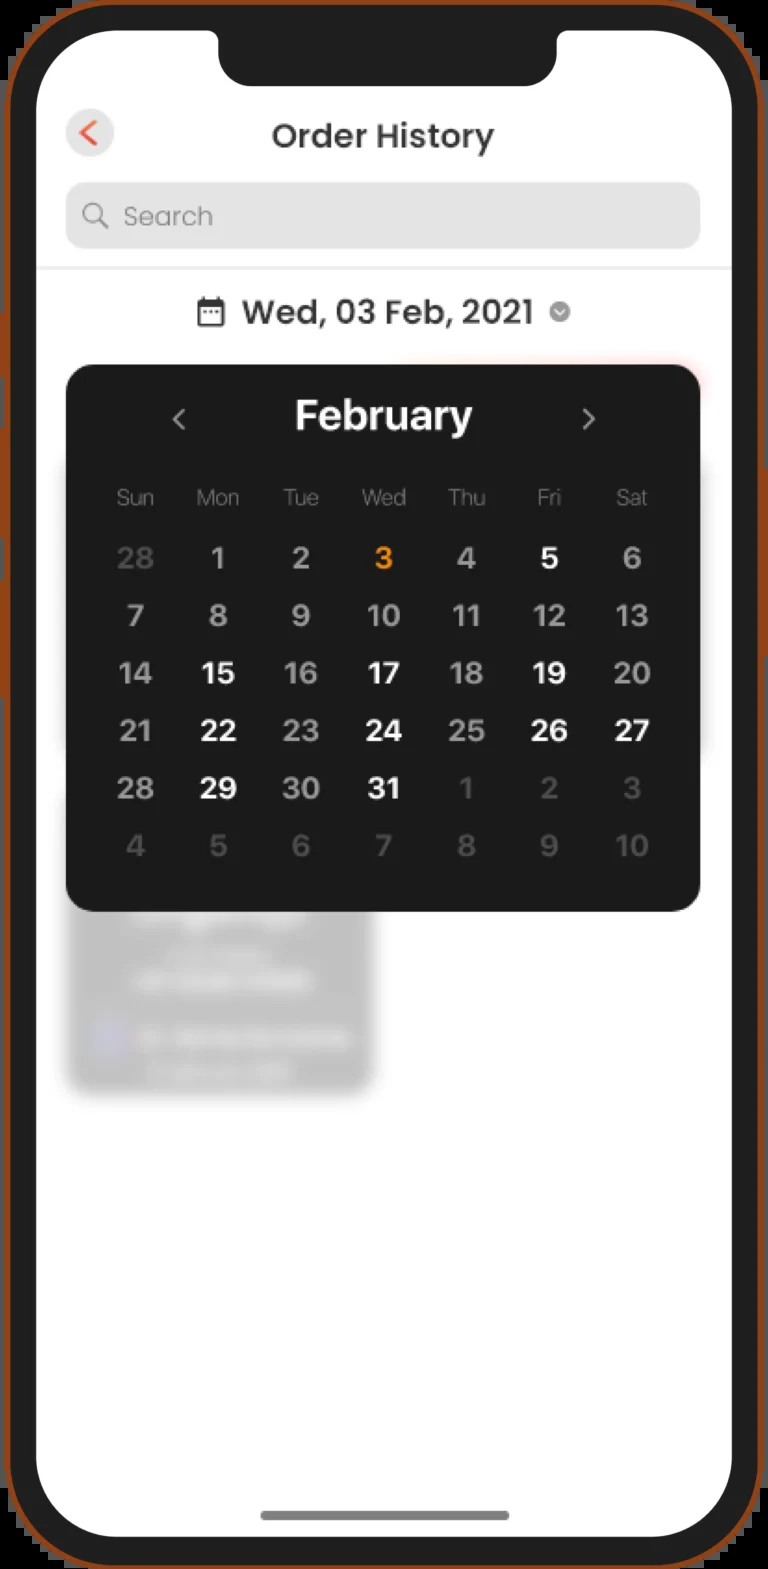 Order History
Search
Wed, 03 Feb, 2021
February
Sun Mon Tue Wed Thu Fri Sat
28 1 2 3 4 5 6
7 8 9 10 11 12 13
14 15 16 17 18 19 20
21 22 23 24 25 26 27
28 29 30 31 1 2 3
4 5 6 7 8 9 10